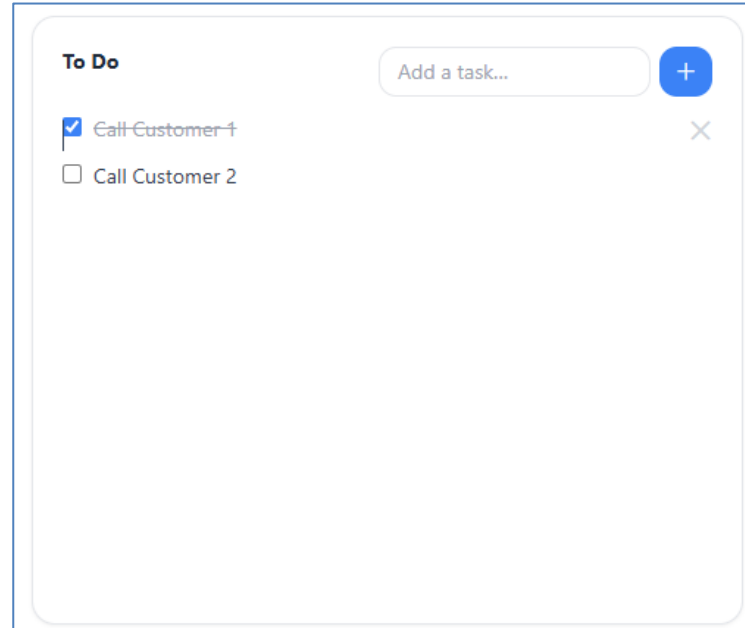 To Do
Add a task...
+
Call Customer 1
Call Customer 2